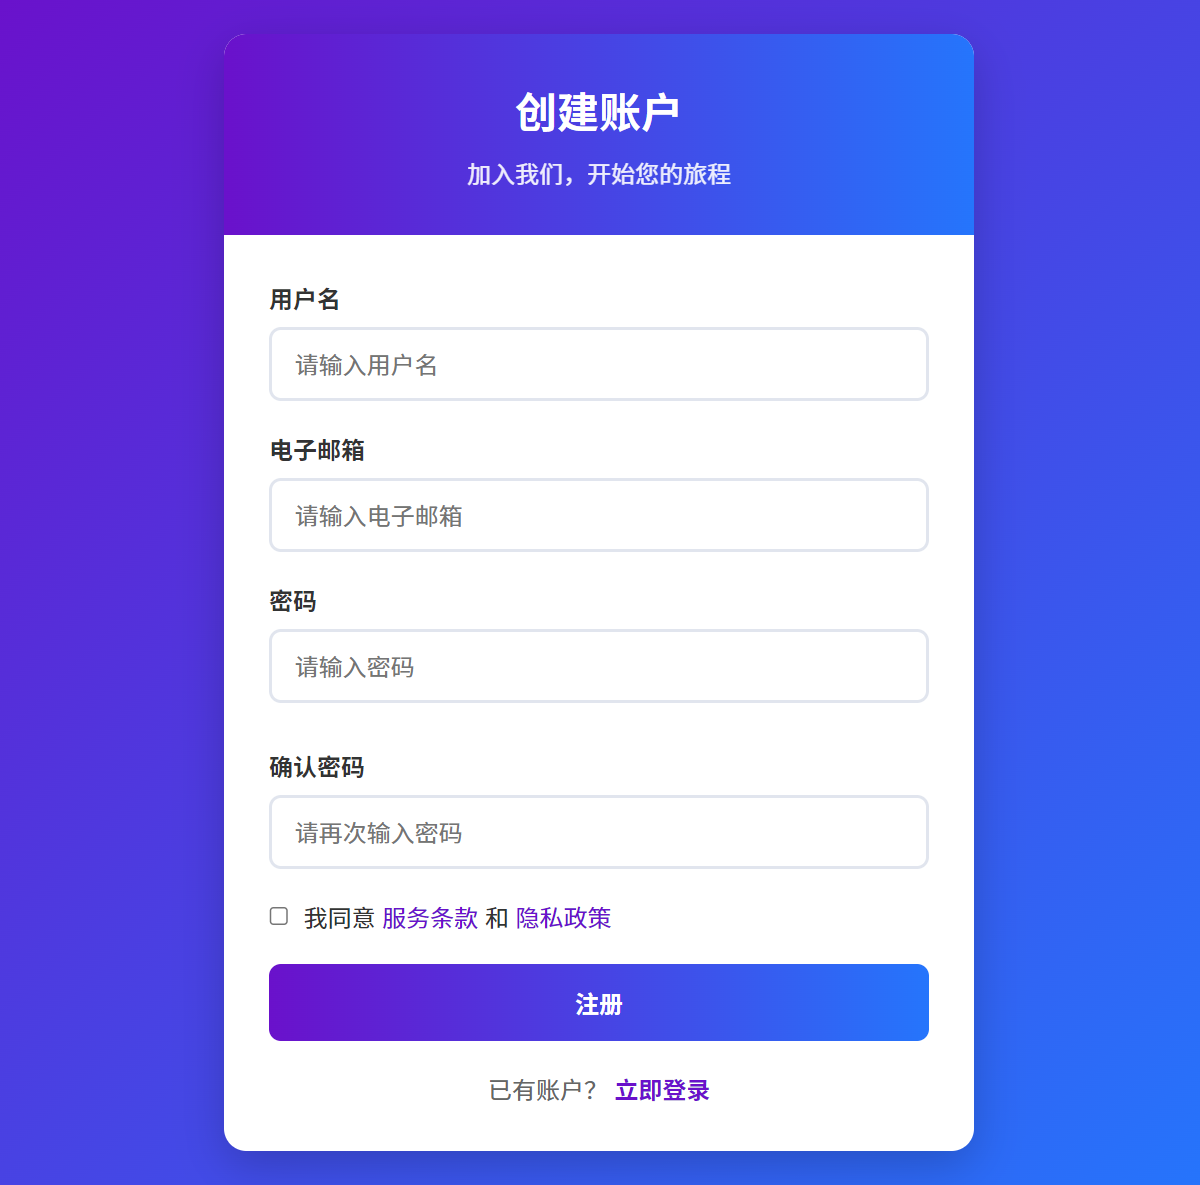 创建账户
加入我们，开始您的旅程
用户名
请输入用户名
电子邮箱
请输入电子邮箱
密码
请输入密码
确认密码
请再次输入密码
我同意 服务条款 和 隐私政策
注册
已有账户？ 立即登录